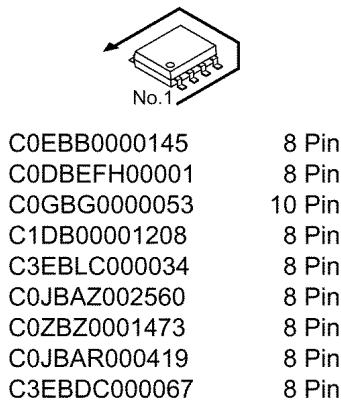 No.1
C0EBB0000145 8 Pin
C0DBEFH00001 8 Pin
C0GBG0000053 10 Pin
C1DB00001208 8 Pin
C3EBLC000034 8 Pin
C0JBAZ002560 8 Pin
C0ZBZ0001473 8 Pin
C0JBAR000419 8 Pin
C3EBDC000067 8 Pin